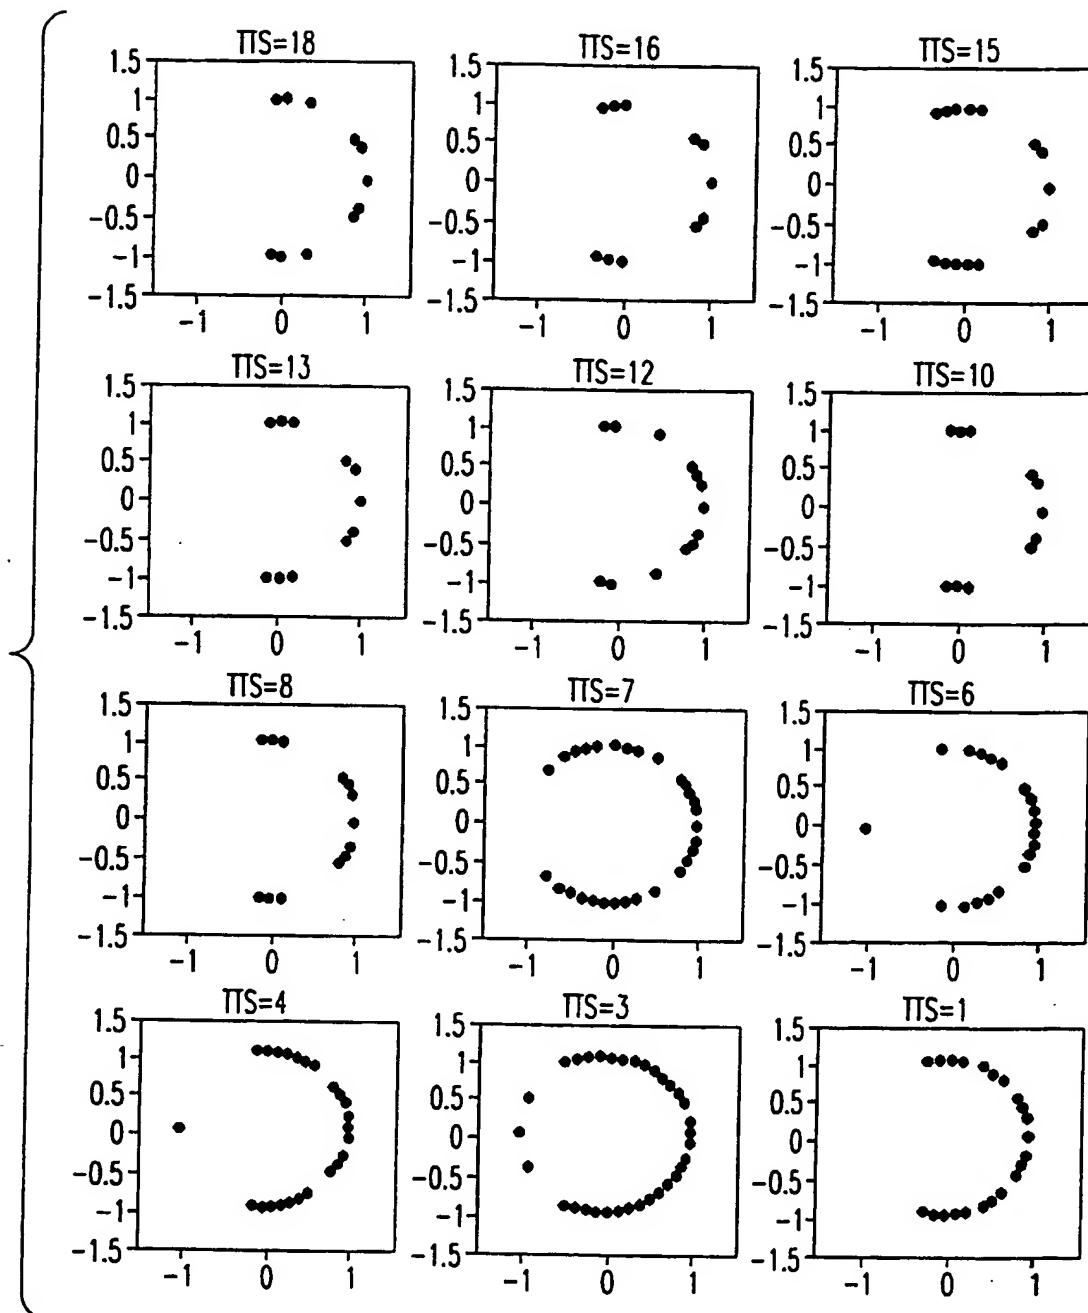 TTS=18 TTS=16 TTS=15
1.5 1.5 1.5
1 1 1
0.5 0.5 0.5
0 0 0
-0.5 -0.5 -0.5
-1 -1 -1
-1.5 -1.5 -1.5
-1 0 1 -1 0 1 -1 0 1
TTS=13 TTS=12 TTS=10
1.5 1.5 1.5
1 1 1
0.5 0.5 0.5
0 0 0
-0.5 -0.5 -0.5
-1 -1 -1
-1.5 -1.5 -1.5
-1 0 1 -1 0 1 -1 0 1
TTS=8 TTS=7 TTS=6
1.5 1.5 1.5
1 1 1
0.5 0.5 0.5
0 0 0
-0.5 -0.5 -0.5
-1 -1 -1
-1.5 -1.5 -1.5
-1 0 1 -1 0 1 -1 0 1
TTS=4 TTS=3 TTS=1
1.5 1.5 1.5
1 1 1
0.5 0.5 0.5
0 0 0
-0.5 -0.5 -0.5
-1 -1 -1
-1.5 -1.5 -1.5
-1 0 1 -1 0 1 -1 0 1